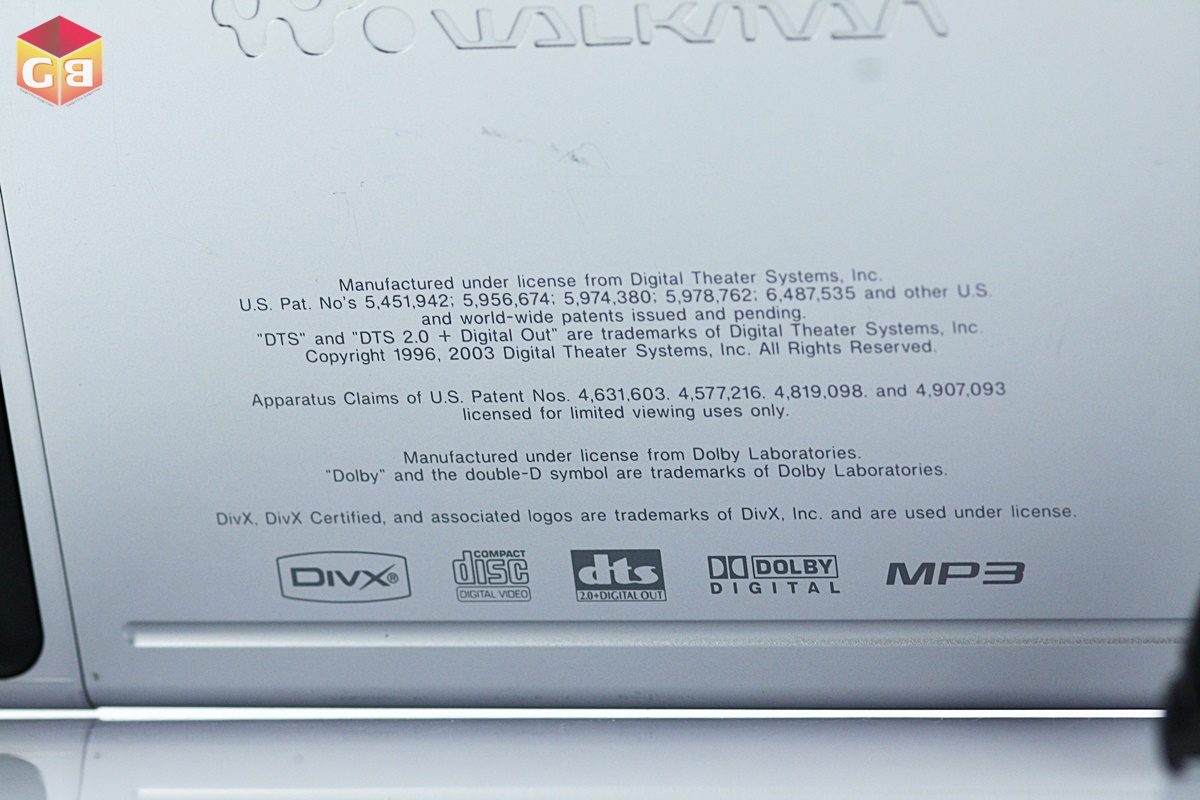 GB
WALKMAN
Manufactured under license from Digital Theater Systems, Inc.
U.S. Pat. No's 5,451,942; 5,956,674; 5,974,380; 5,978,762; 6,487,535 and other U.S.
and world-wide patents issued and pending.
"DTS" and "DTS 2.0 + Digital Out" are trademarks of Digital Theater Systems, Inc.
Copyright 1996, 2003 Digital Theater Systems, Inc. All Rights Reserved.
Apparatus Claims of U.S. Patent Nos. 4,631,603. 4,577,216. 4,819,098. and 4,907,093
licensed for limited viewing uses only.
Manufactured under license from Dolby Laboratories.
"Dolby" and the double-D symbol are trademarks of Dolby Laboratories.
DivX, DivX Certified, and associated logos are trademarks of DivX, Inc. and are used under license.
DIVX®
COMPACT
disc
DIGITAL VIDEO
dts
2.0+DIGITAL OUT
DOLBY
DIGITAL
MP3